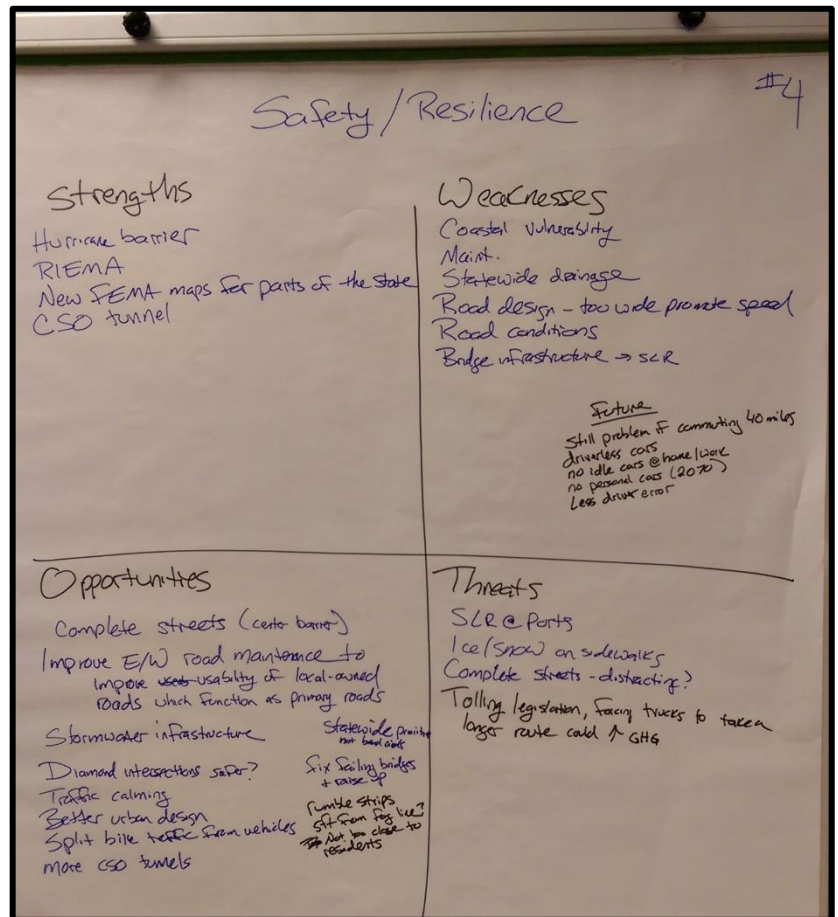 #4
Safety / Resilience
Strengths
Hurricane barrier
RIEMA
New FEMA maps for parts of the state
CSO tunnel
Weaknesses
Coastal Vulnerability
Maint.
Statewide drainage
Road design - too wide promote speed
Road conditions
Bridge infrastructure → SLR
Future
Still problem if commuting 40 miles
driverless cars
no idle cars @ home/work
no personal cars (2070)
Less driver error
Opportunities
Complete streets (center barrier)
Improve E/W road maintence to
improve usability of local-owned
roads which function as primary roads
Stormwater infrastructure
Diamond intersections safer?
Traffic calming
Better urban design
Split bike traffic from vehicles
more CSO tunnels
Statewide
not
fix failing bridges
+ raise up
rumble strips
5ft from fog line?
Not too close to
residents
Threats
SLR @ Ports
Ice/Snow on sidewalks
Complete streets - distracting?
Tolling legislation, forcing trucks to take a
longer route could ↑ GHG